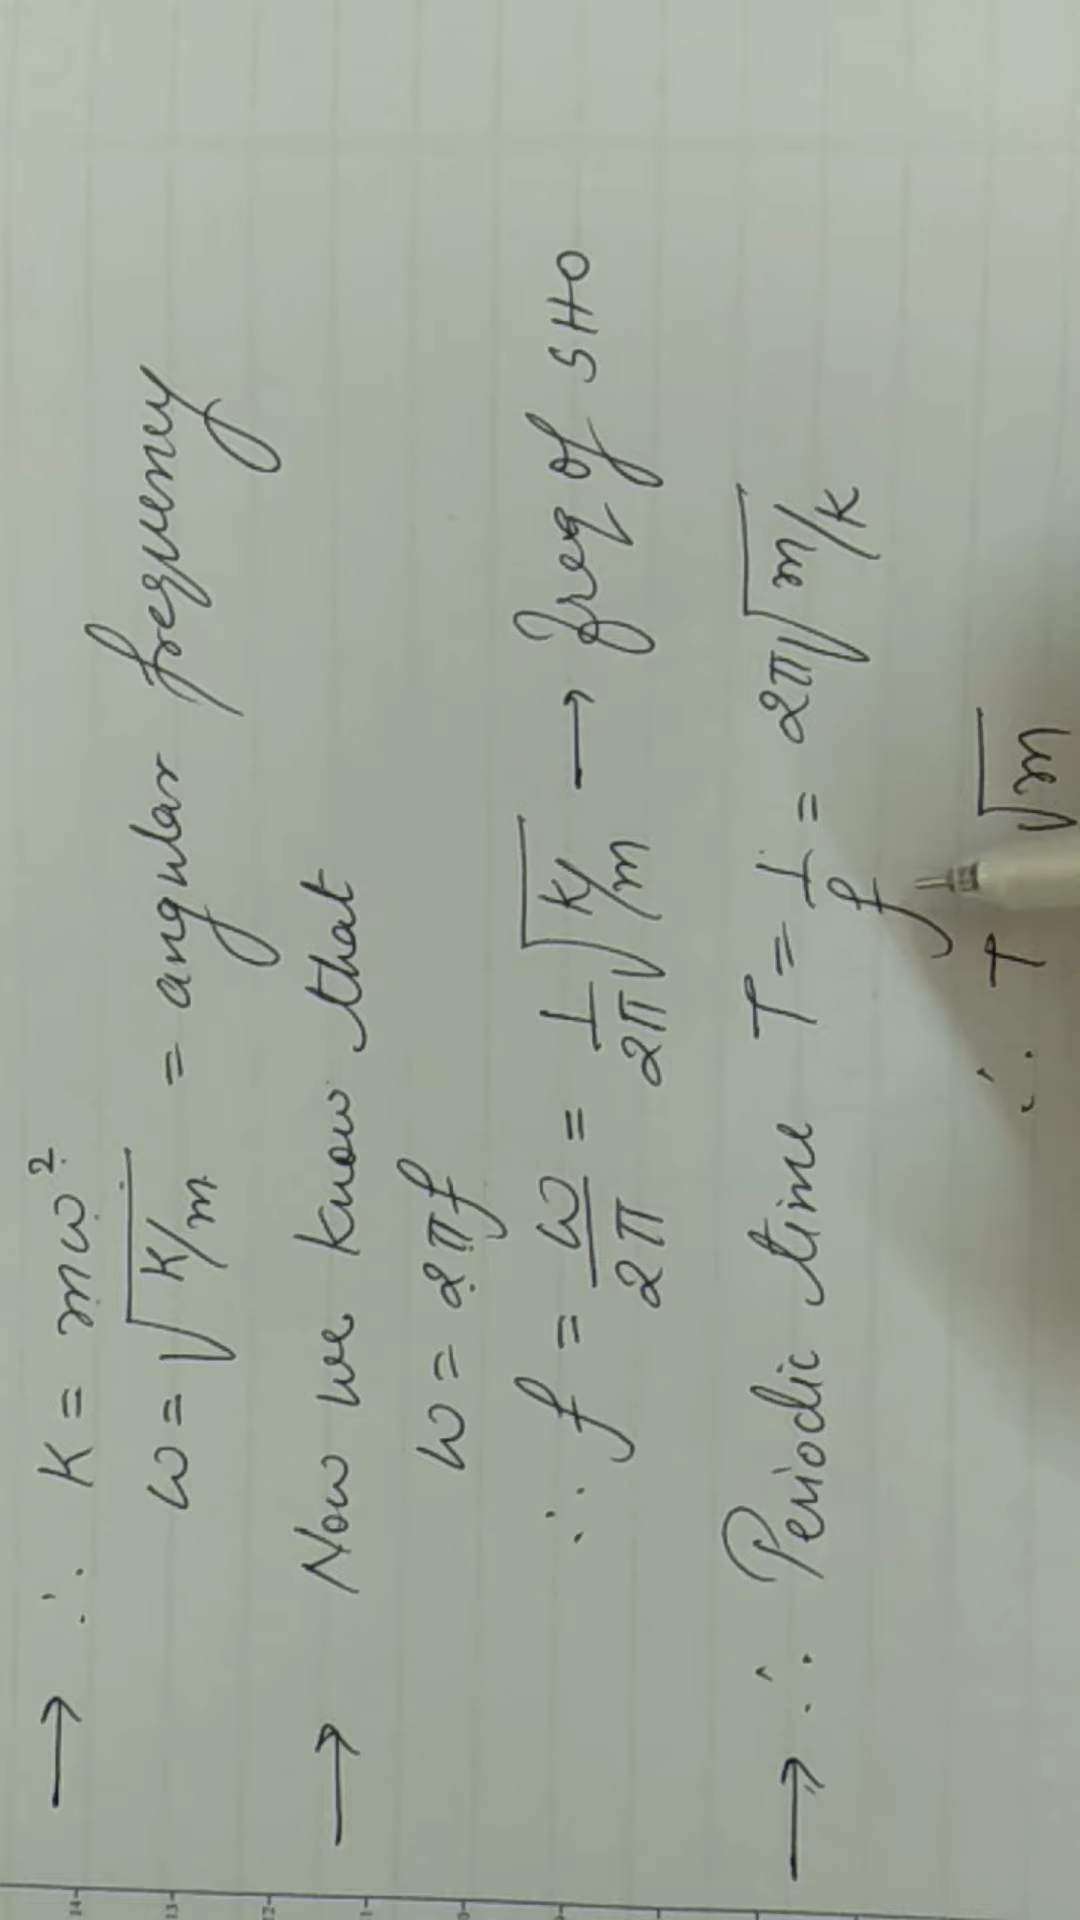 → ∴ K = mω²
ω = √K/m = angular frequency
→ Now we know that
ω = 2πf
∴ f = ω/2π = 1/2π √K/m → freq of SHO
→ ∴ Periodic time T = 1/f = 2π√m/K
∴ T √m